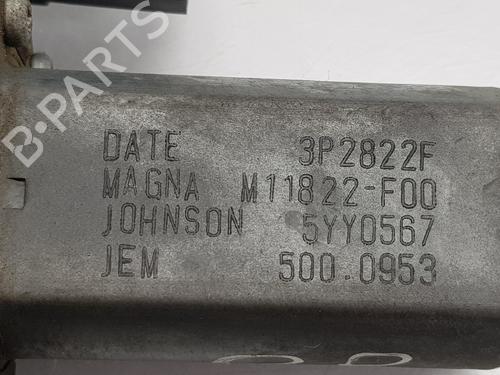 DATE 3P2822F
MAGNA M11822-F00
JOHNSON 5YY0567
JEM 500.0953
B-PARTS